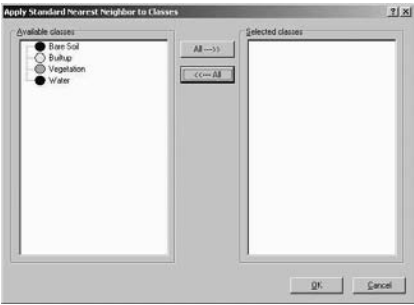 Apply Standard Nearest Neighbor to Classes
Available classes
Bare Soil
Builtup
Vegetation
Water
All --->>
<<--- All
Selected classes
OK
Cancel